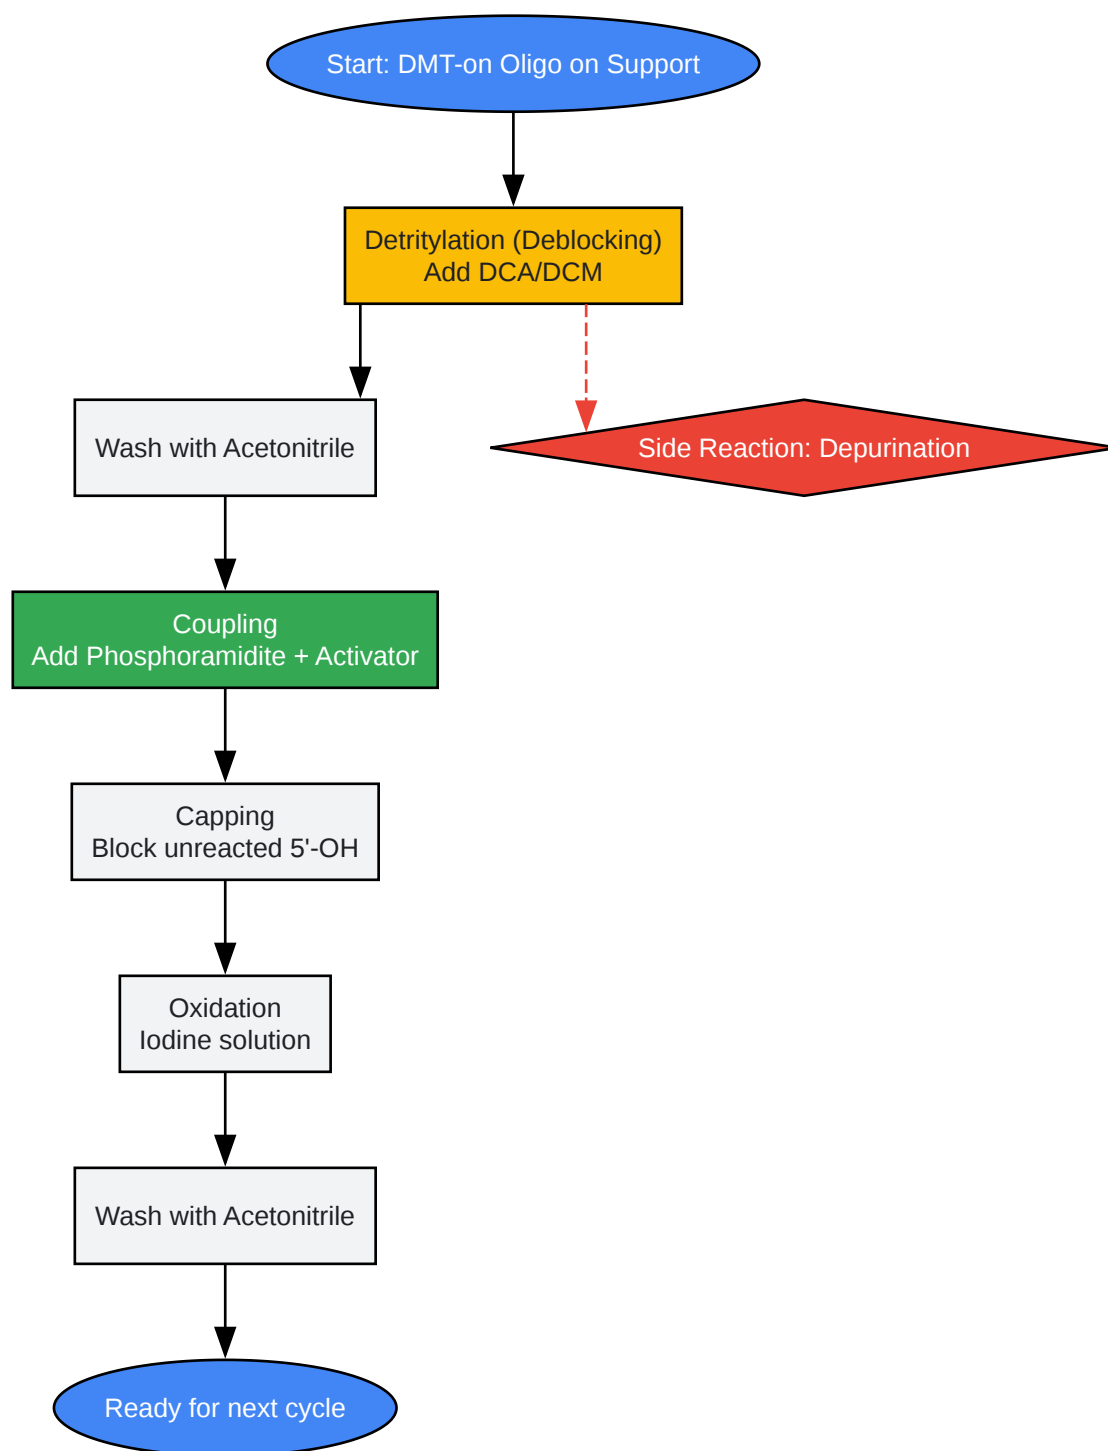 Start: DMT-on Oligo on Support
Detritylation (Deblocking)
Add DCA/DCM
Wash with Acetonitrile
Side Reaction: Depurination
Coupling
Add Phosphoramidite + Activator
Capping
Block unreacted 5'-OH
Oxidation
Iodine solution
Wash with Acetonitrile
Ready for next cycle